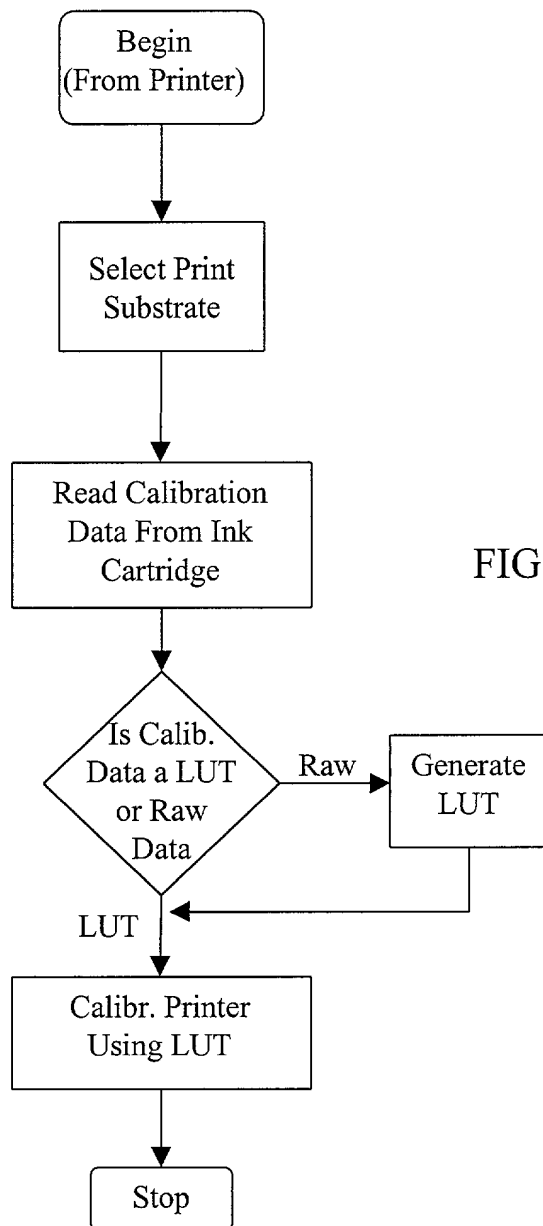 Begin
(From Printer)
Select Print
Substrate
Read Calibration
Data From Ink
Cartridge
FIG
Is Calib.
Data a LUT
or Raw
Data
Raw
Generate
LUT
LUT
Calibr. Printer
Using LUT
Stop